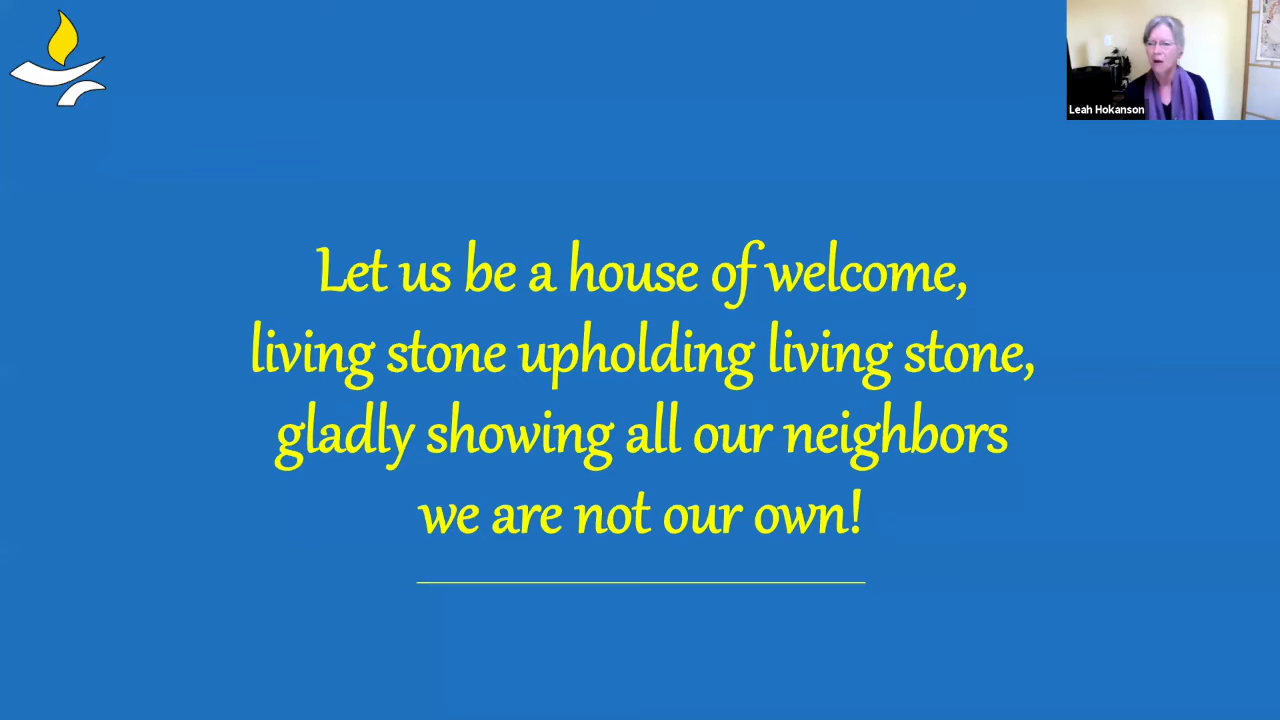 Leah Hokanson
Let us be a house of welcome,
living stone upholding living stone,
gladly showing all our neighbors
we are not our own!